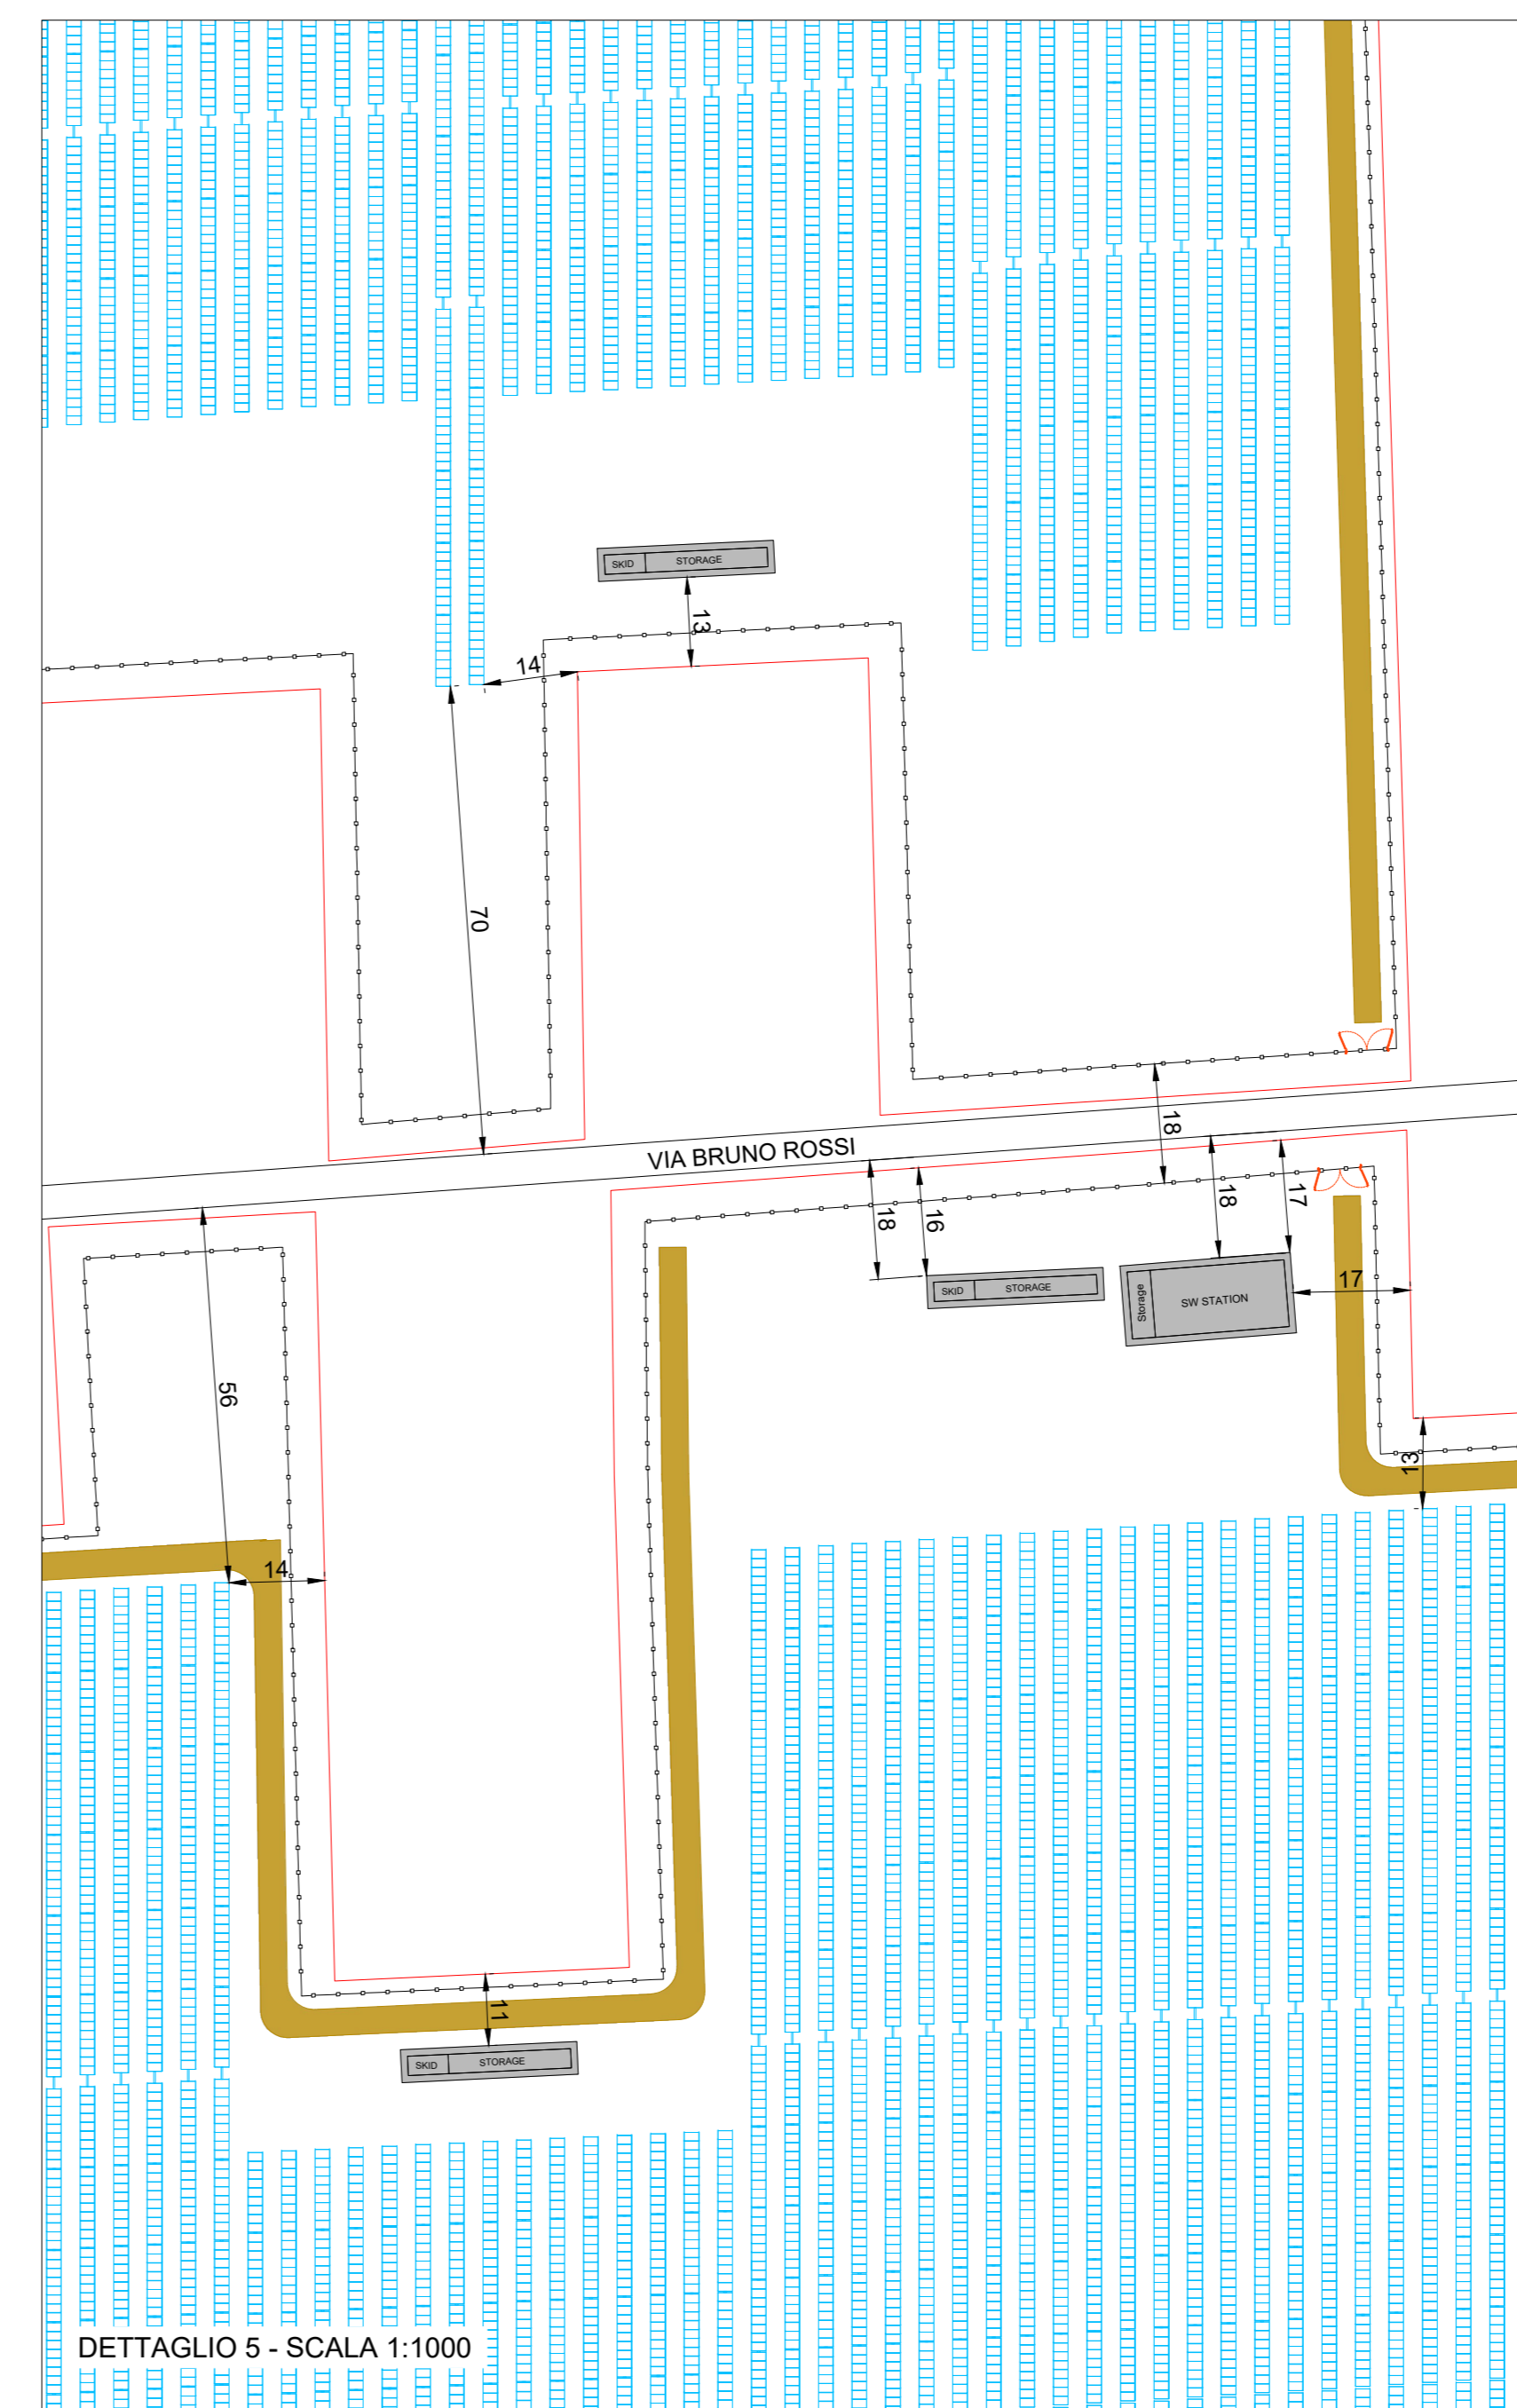 SKID STORAGE
13
14
70
18
VIA BRUNO ROSSI
18
16
18
17
SKID STORAGE
Storage
SW STATION
17
56
13
14
11
SKID STORAGE
DETTAGLIO 5 - SCALA 1:1000